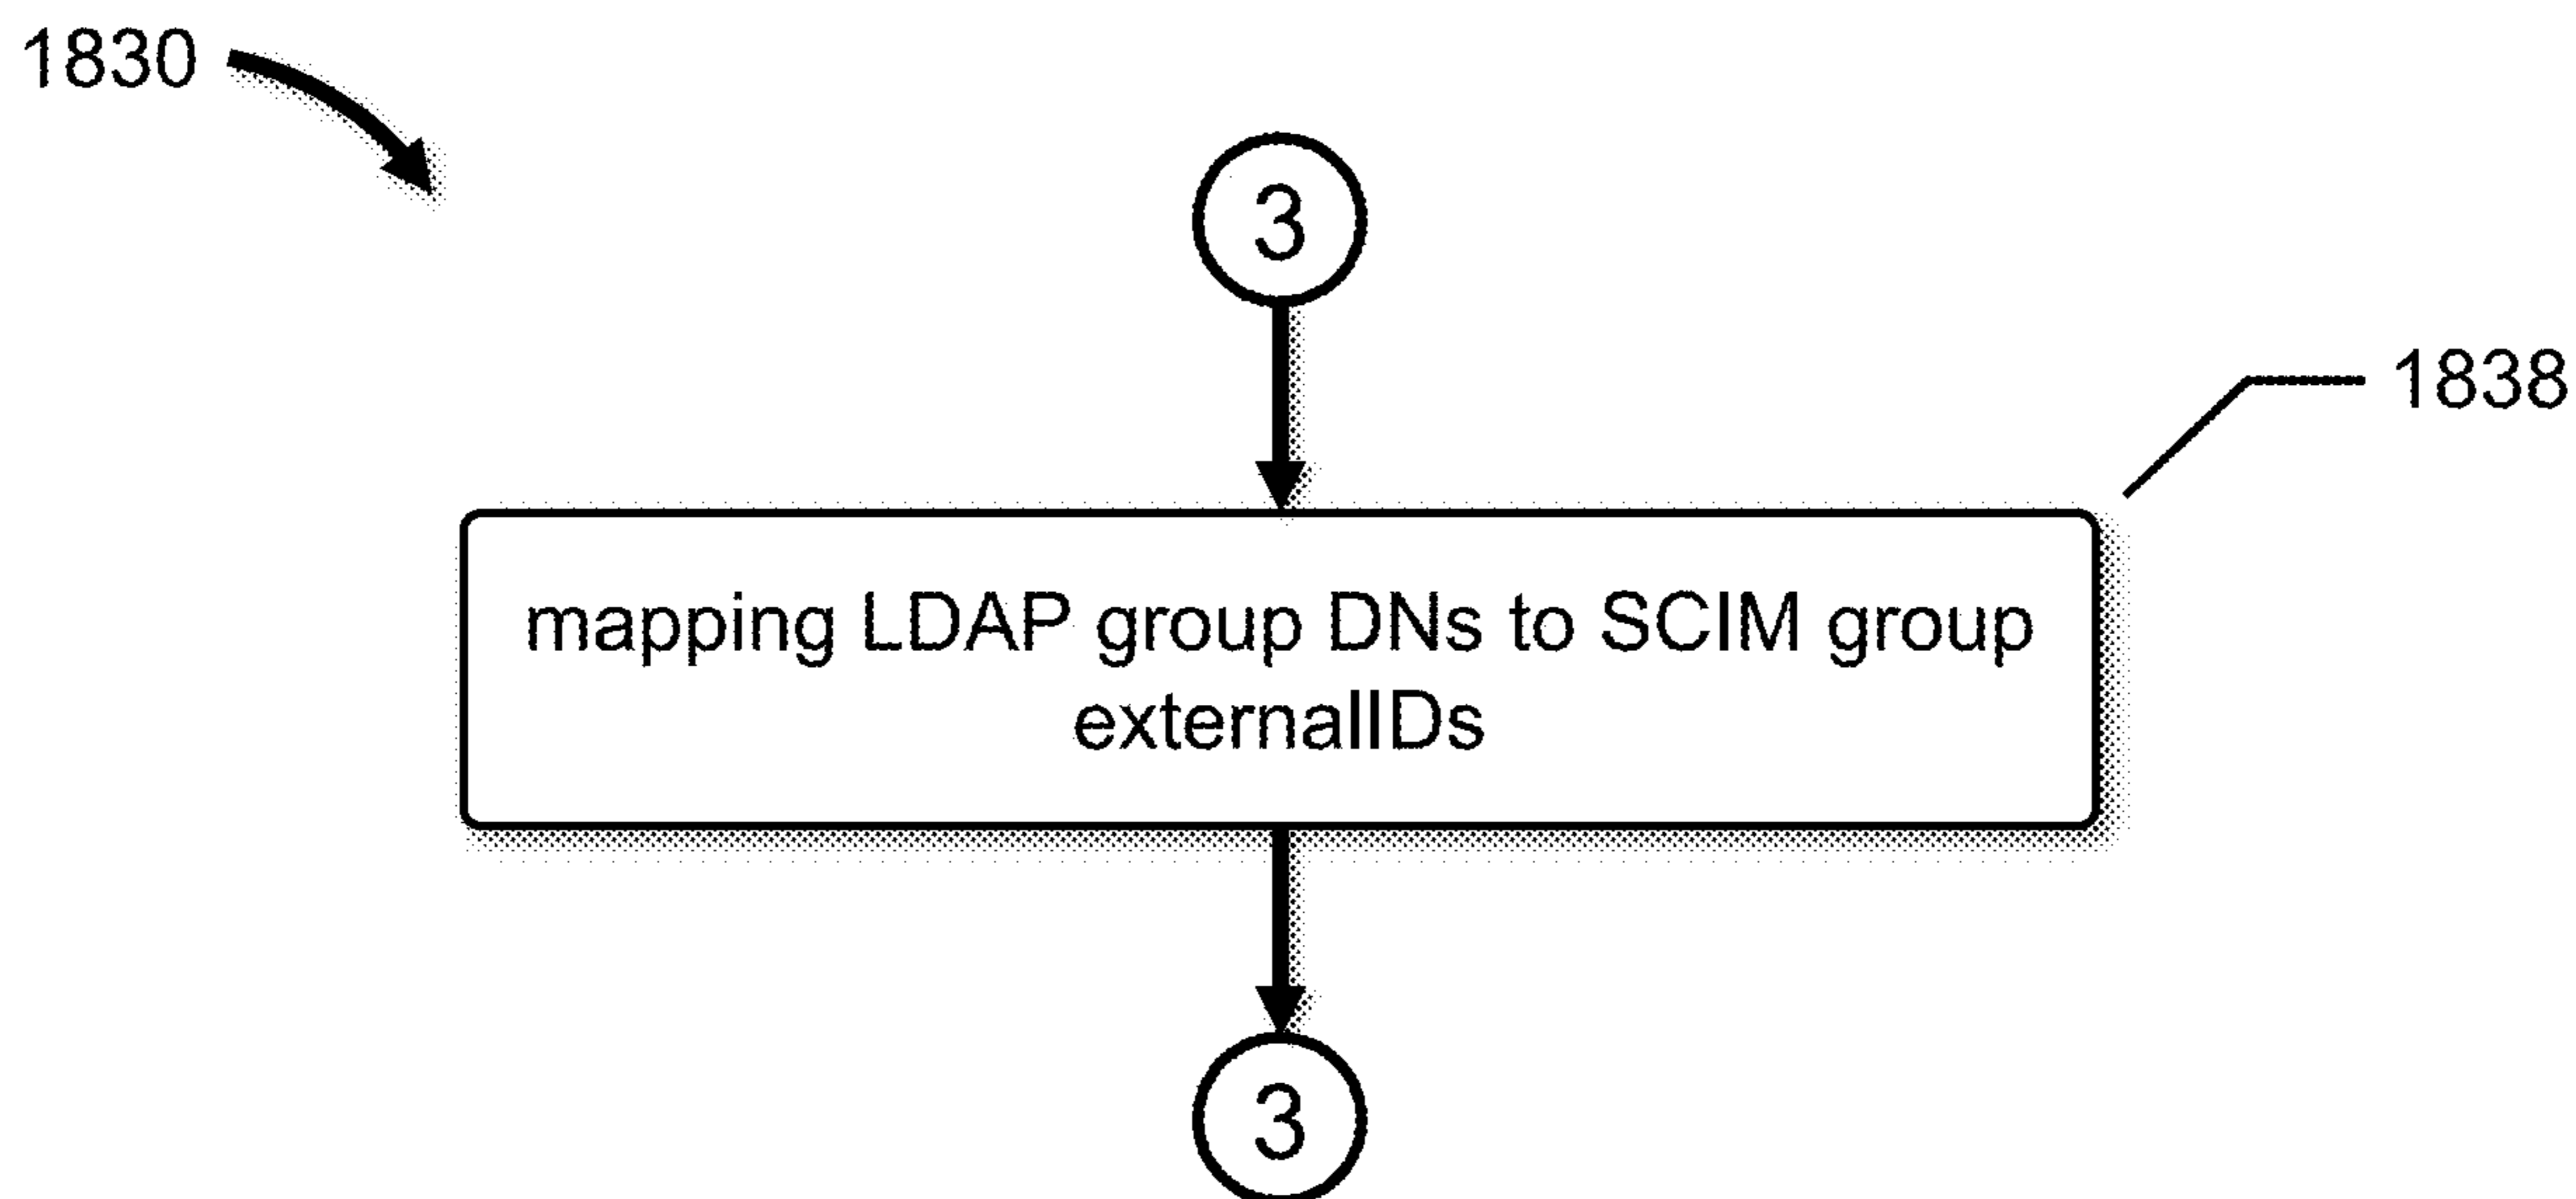 1830
3
1838
mapping LDAP group DNs to SCIM group
externalIDs
3